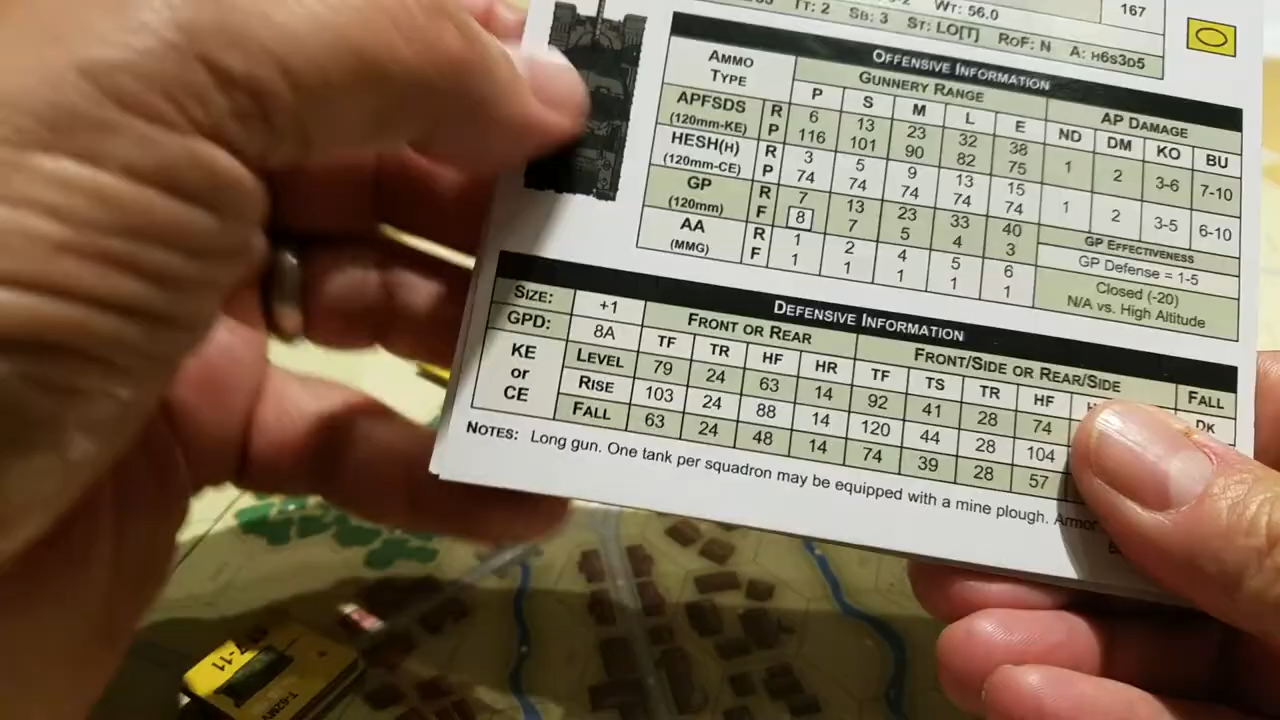 WT: 56.0 167
TT: 2 SB: 3 ST: LO[T] ROF: N A: H6S3D5
OFFENSIVE INFORMATION
AMMO TYPE GUNNERY RANGE AP DAMAGE
P S M L E ND DM KO BU
APFSDS (120mm-KE) R 6 13 23 32 38 1 2 3-6 7-10
P 116 101 90 82 75
HESH(H) (120mm-CE) R 3 5 9 13 15 1 2 3-5 6-10
P 74 74 74 74 74
GP (120mm) R 7 13 23 33 40 GP EFFECTIVENESS
F 8 7 5 4 3 GP Defense = 1-5
AA (MMG) R 1 2 4 5 6 Closed (-20)
F 1 1 1 1 1 N/A vs. High Altitude
DEFENSIVE INFORMATION
SIZE: +1 FRONT OR REAR FRONT/SIDE OR REAR/SIDE FALL
GPD: 8A TF TR HF HR TF TS TR HF DK
KE or CE LEVEL 79 24 63 14 92 41 28 74
RISE 103 24 88 14 120 44 28 104
FALL 63 24 48 14 74 39 28 57
NOTES: Long gun. One tank per squadron may be equipped with a mine plough. Armor
7-11
T-62MV